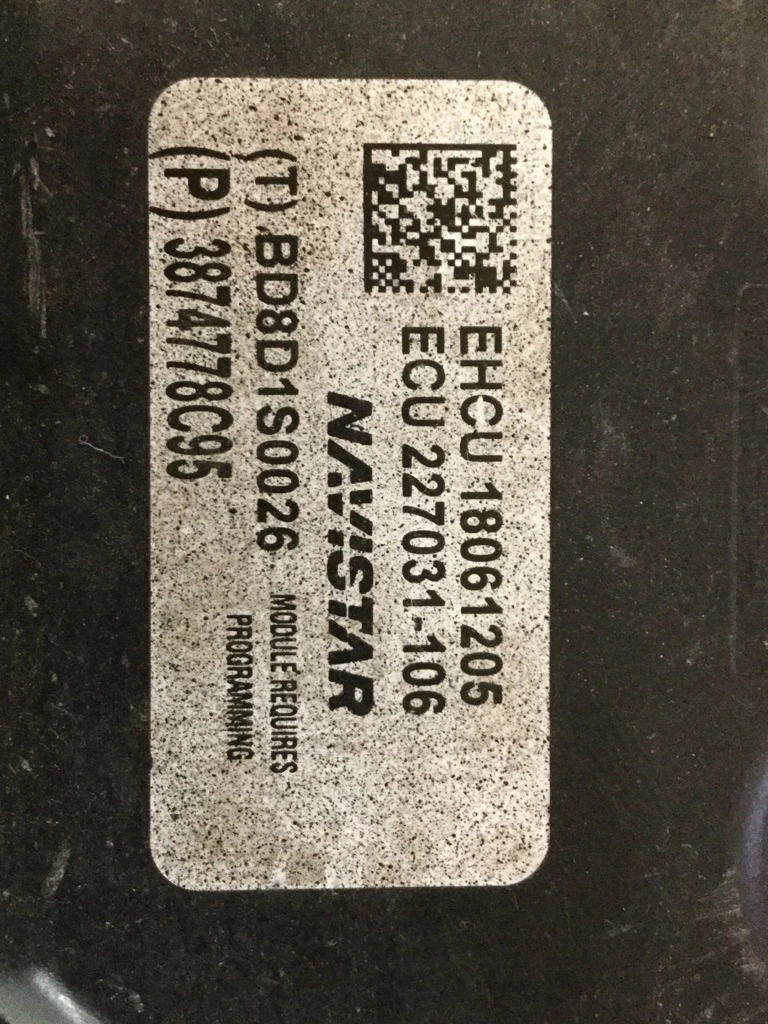 EHCU 18061205
ECU 227031-106
NAVISTAR
(T) BD8D1S0026
MODULE REQUIRES
PROGRAMMING
(P) 3874778C95